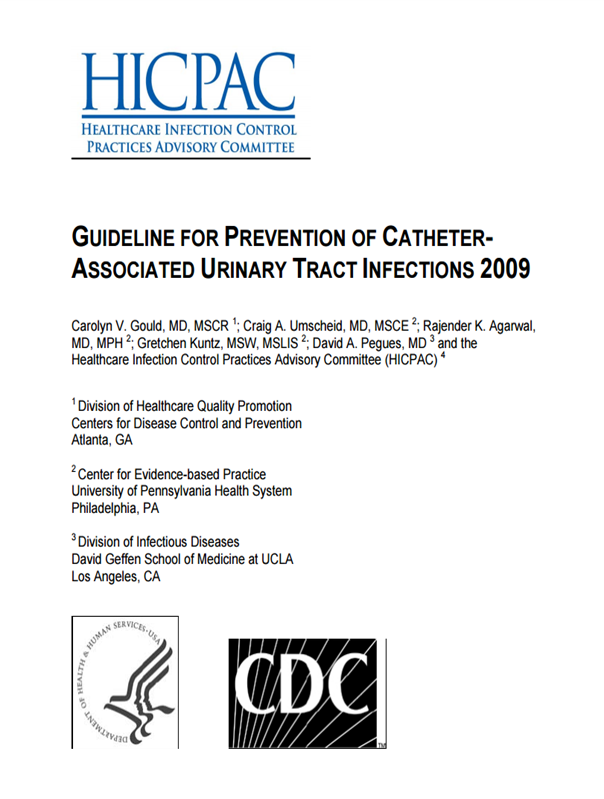 HICPAC
HEALTHCARE INFECTION CONTROL
PRACTICES ADVISORY COMMITTEE
GUIDELINE FOR PREVENTION OF CATHETER-
ASSOCIATED URINARY TRACT INFECTIONS 2009
Carolyn V. Gould, MD, MSCR 1; Craig A. Umscheid, MD, MSCE 2; Rajender K. Agarwal,
MD, MPH 2; Gretchen Kuntz, MSW, MSLIS 2; David A. Pegues, MD 3 and the
Healthcare Infection Control Practices Advisory Committee (HICPAC) 4
1 Division of Healthcare Quality Promotion
Centers for Disease Control and Prevention
Atlanta, GA
2 Center for Evidence-based Practice
University of Pennsylvania Health System
Philadelphia, PA
3 Division of Infectious Diseases
David Geffen School of Medicine at UCLA
Los Angeles, CA
DEPARTMENT OF HEALTH & HUMAN SERVICES·USA
CDC
TM